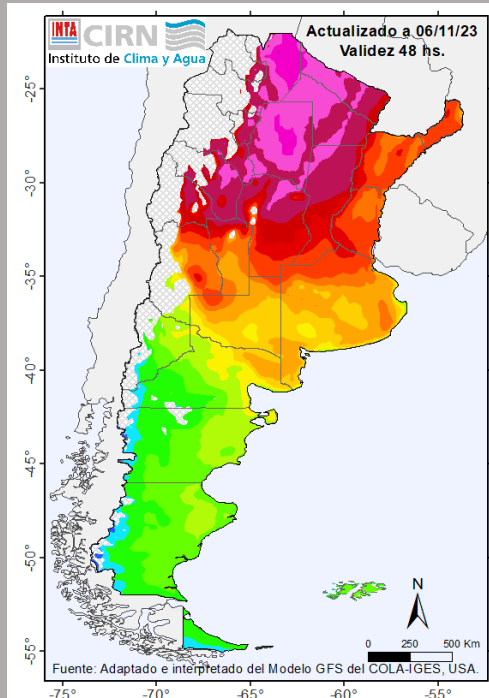 INTA CIRN
Instituto de Clima y Agua
Actualizado a 06/11/23
Validez 48 hs.
-25°
-30°
-35°
-40°
-45°
-50°
-55°
N
0 250 500 Km
Fuente: Adaptado e interpretado del Modelo GFS del COLA-IGES, USA.
-75° -70° -65° -60° -55°